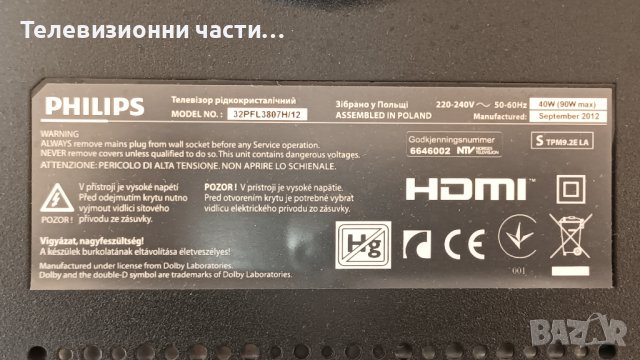 Телевизионни части…
PHILIPS
Телевізор рідкокристалічний
MODEL NO. : 32PFL3807H/12
Зібрано у Польщі
ASSEMBLED IN POLAND
220-240V ~ 50-60Hz
40W (90W max)
Manufactured: September 2012
WARNING
ALWAYS remove mains plug from wall socket before any Service operation.
NEVER remove covers unless qualified to do so. This unit contains dangerous voltages.
ATTENZIONE: PERICOLO DI ALTA TENSIONE. NON APRIRE LO SCHIENALE.
Godkjenningsnummer
6646002 NTV NORWEX TELEVISION
S TPM9.2E LA
POZOR !
V přístroji je vysoké napětí
Před odejmutím krytu nutno
vyjmout vidlici síťového
přívodu ze zásuvky.
POZOR ! V prístroji je vysoké napätie.
Pred otvorením krytu je potrebné vybrať
vidlicu elektrického prívodu zo zásuvky.
HDMI™
Vigyázat, nagyfeszültség!
A készülék burkolatának eltávolítása életveszélyes!
Manufactured under license from Dolby Laboratories.
Dolby and the double-D symbol are trademarks of Dolby Laboratories.
Hg
CE
001
BAZAR